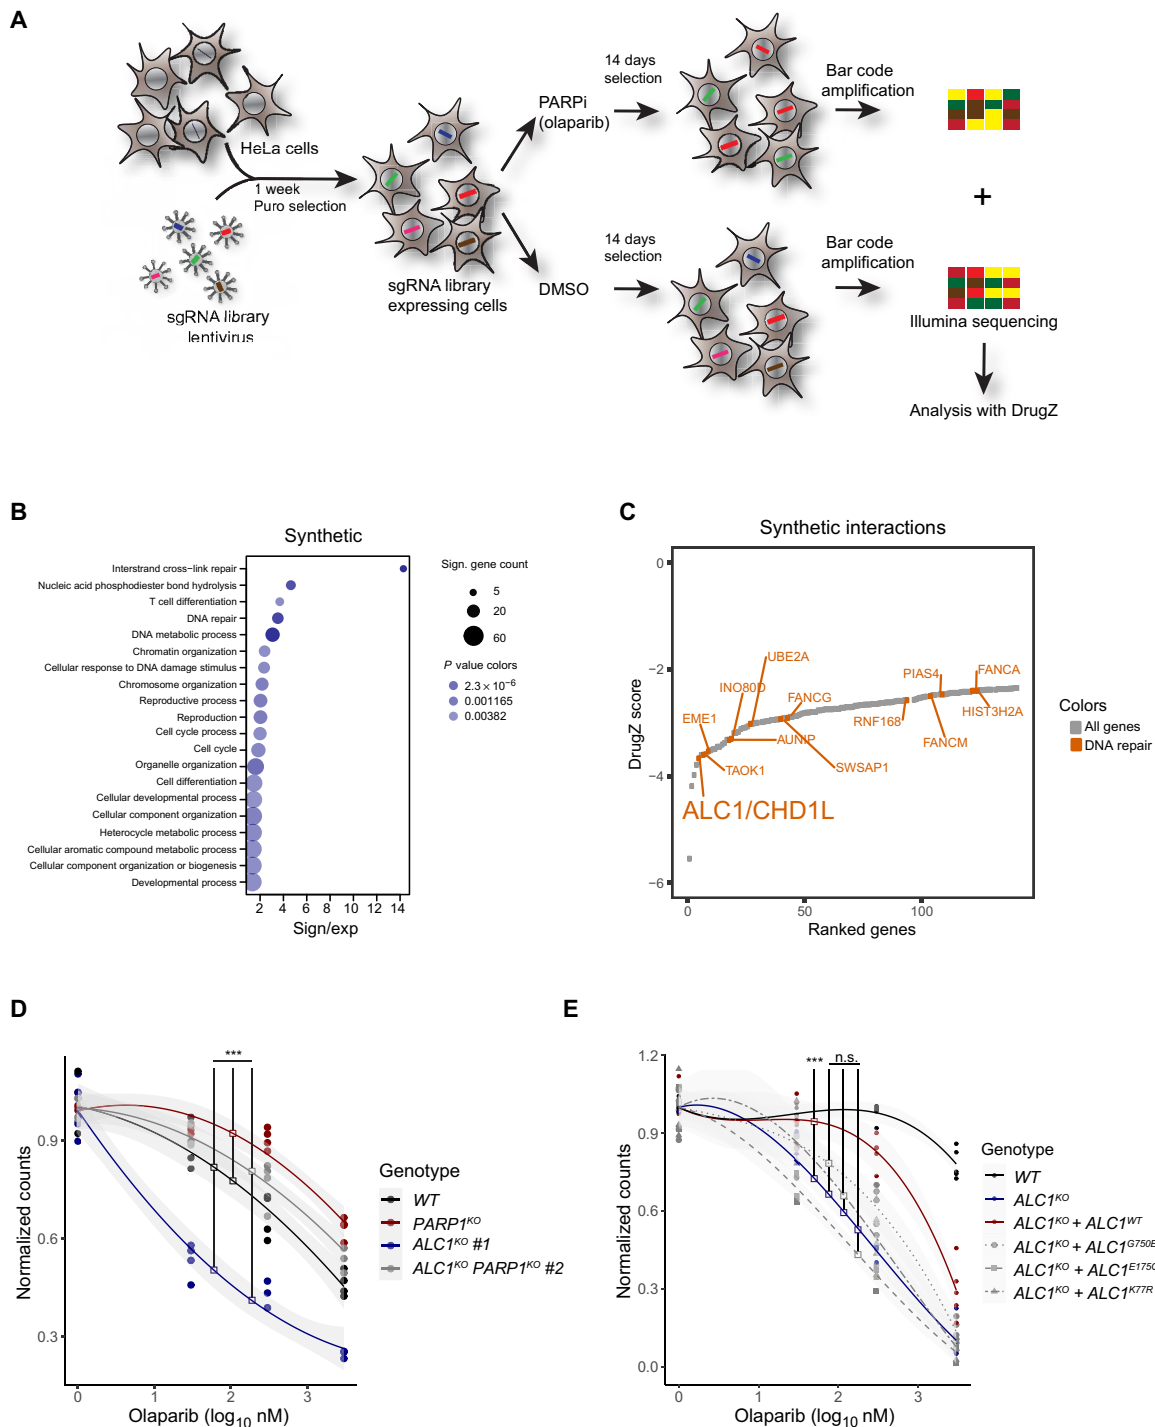 A
HeLa cells
1 week
Puro selection
sgRNA library
lentivirus
sgRNA library
expressing cells
PARPi
(olaparib)
DMSO
14 days
selection
14 days
selection
Bar code
amplification
Bar code
amplification
+
Illumina sequencing
Analysis with DrugZ
B
Synthetic
Interstrand cross-link repair
Nucleic acid phosphodiester bond hydrolysis
T cell differentiation
DNA repair
DNA metabolic process
Chromatin organization
Cellular response to DNA damage stimulus
Chromosome organization
Reproductive process
Reproduction
Cell cycle process
Cell cycle
Organelle organization
Cell differentiation
Cellular developmental process
Cellular component organization
Heterocycle metabolic process
Cellular aromatic compound metabolic process
Cellular component organization or biogenesis
Developmental process
2 4 6 8 10 12 14
Sign/exp
Sign. gene count
5
20
60
P value colors
2.3 × 10⁻⁶
0.001165
0.00382
C
Synthetic interactions
0
−2
−4
−6
DrugZ score
UBE2A
INO80D
FANCG
EME1
AUNIP
TAOK1
SWSAP1
ALC1/CHD1L
PIAS4
FANCA
RNF168
HIST3H2A
FANCM
0 50 100
Ranked genes
Colors
All genes
DNA repair
D
***
0.9
0.6
0.3
Normalized counts
0 1 2 3
Olaparib (log₁₀ nM)
Genotype
WT
PARP1ᴷᴼ
ALC1ᴷᴼ #1
ALC1ᴷᴼ PARP1ᴷᴼ #2
E
*** n.s.
1.2
0.9
0.6
0.3
0.0
Normalized counts
0 1 2 3
Olaparib (log₁₀ nM)
Genotype
WT
ALC1ᴷᴼ
ALC1ᴷᴼ + ALC1ᵂᵀ
ALC1ᴷᴼ + ALC1ᴳ⁷⁵⁰ᴱ
ALC1ᴷᴼ + ALC1
ALC1ᴷᴼ + ALC1ᴷ⁷⁷ᴿ